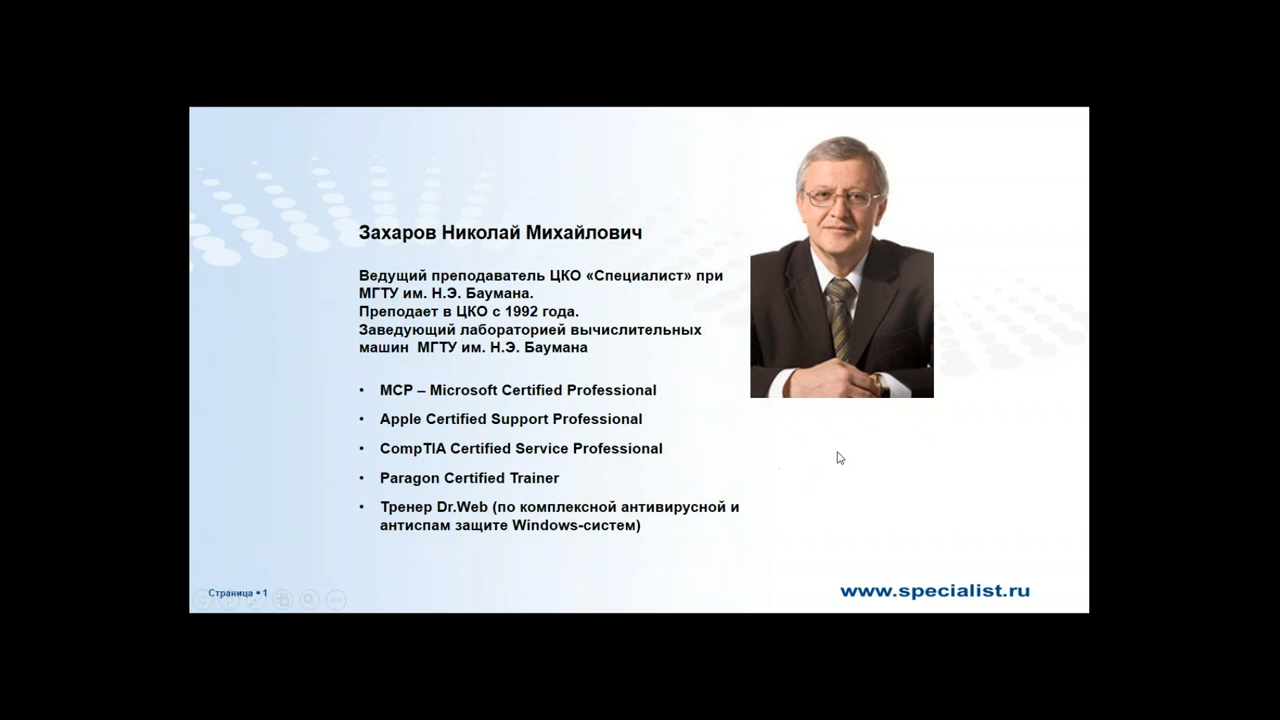 Захаров Николай Михайлович
Ведущий преподаватель ЦКО «Специалист» при
МГТУ им. Н.Э. Баумана.
Преподает в ЦКО с 1992 года.
Заведующий лабораторией вычислительных
машин МГТУ им. Н.Э. Баумана
• MCP – Microsoft Certified Professional
• Apple Certified Support Professional
• CompTIA Certified Service Professional
• Paragon Certified Trainer
• Тренер Dr.Web (по комплексной антивирусной и
антиспам защите Windows-систем)
Страница • 1
www.specialist.ru